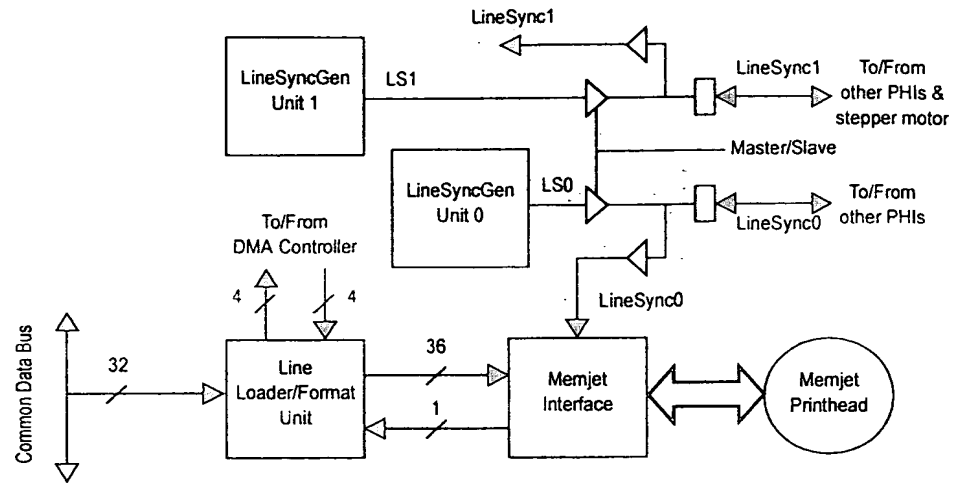 LineSync1
LineSyncGen
Unit 1
LS1
LineSync1
To/From
other PHIs &
stepper motor
Master/Slave
LineSyncGen
Unit 0
LS0
To/From
other PHIs
LineSync0
To/From
DMA Controller
4
4
LineSync0
Common Data Bus
32
Line
Loader/Format
Unit
36
1
Memjet
Interface
Memjet
Printhead